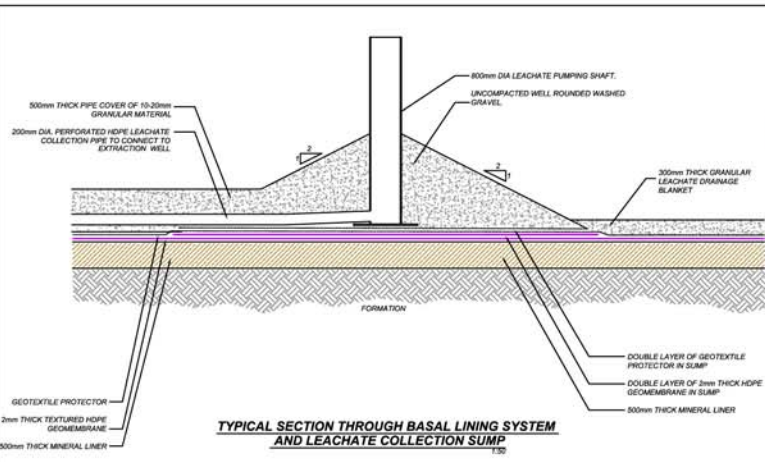 800mm DIA LEACHATE PUMPING SHAFT.
UNCOMPACTED WELL ROUNDED WASHED
GRAVEL.
500mm THICK PIPE COVER OF 10-20mm
GRANULAR MATERIAL
200mm DIA. PERFORATED HDPE LEACHATE
COLLECTION PIPE TO CONNECT TO
EXTRACTION WELL
2
1
2
1
300mm THICK GRANULAR
LEACHATE DRAINAGE
BLANKET
FORMATION
DOUBLE LAYER OF GEOTEXTILE
PROTECTOR IN SUMP
DOUBLE LAYER OF 2mm THICK HDPE
GEOMEMBRANE IN SUMP
500mm THICK MINERAL LINER
GEOTEXTILE PROTECTOR
2mm THICK TEXTURED HDPE
GEOMEMBRANE
500mm THICK MINERAL LINER
TYPICAL SECTION THROUGH BASAL LINING SYSTEM
AND LEACHATE COLLECTION SUMP
1:50